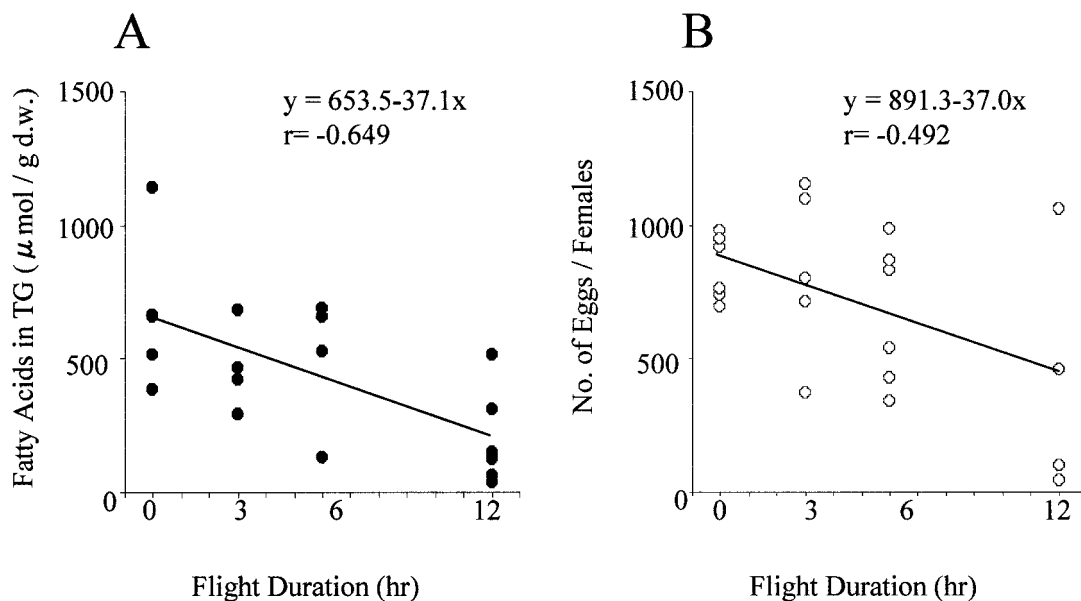 A
y = 653.5-37.1x
r= -0.649
Fatty Acids in TG ( μ mol / g d.w.)
1500
1000
500
0
0 3 6 12
Flight Duration (hr)
B
y = 891.3-37.0x
r= -0.492
No. of Eggs / Females
1500
1000
500
0
0 3 6 12
Flight Duration (hr)